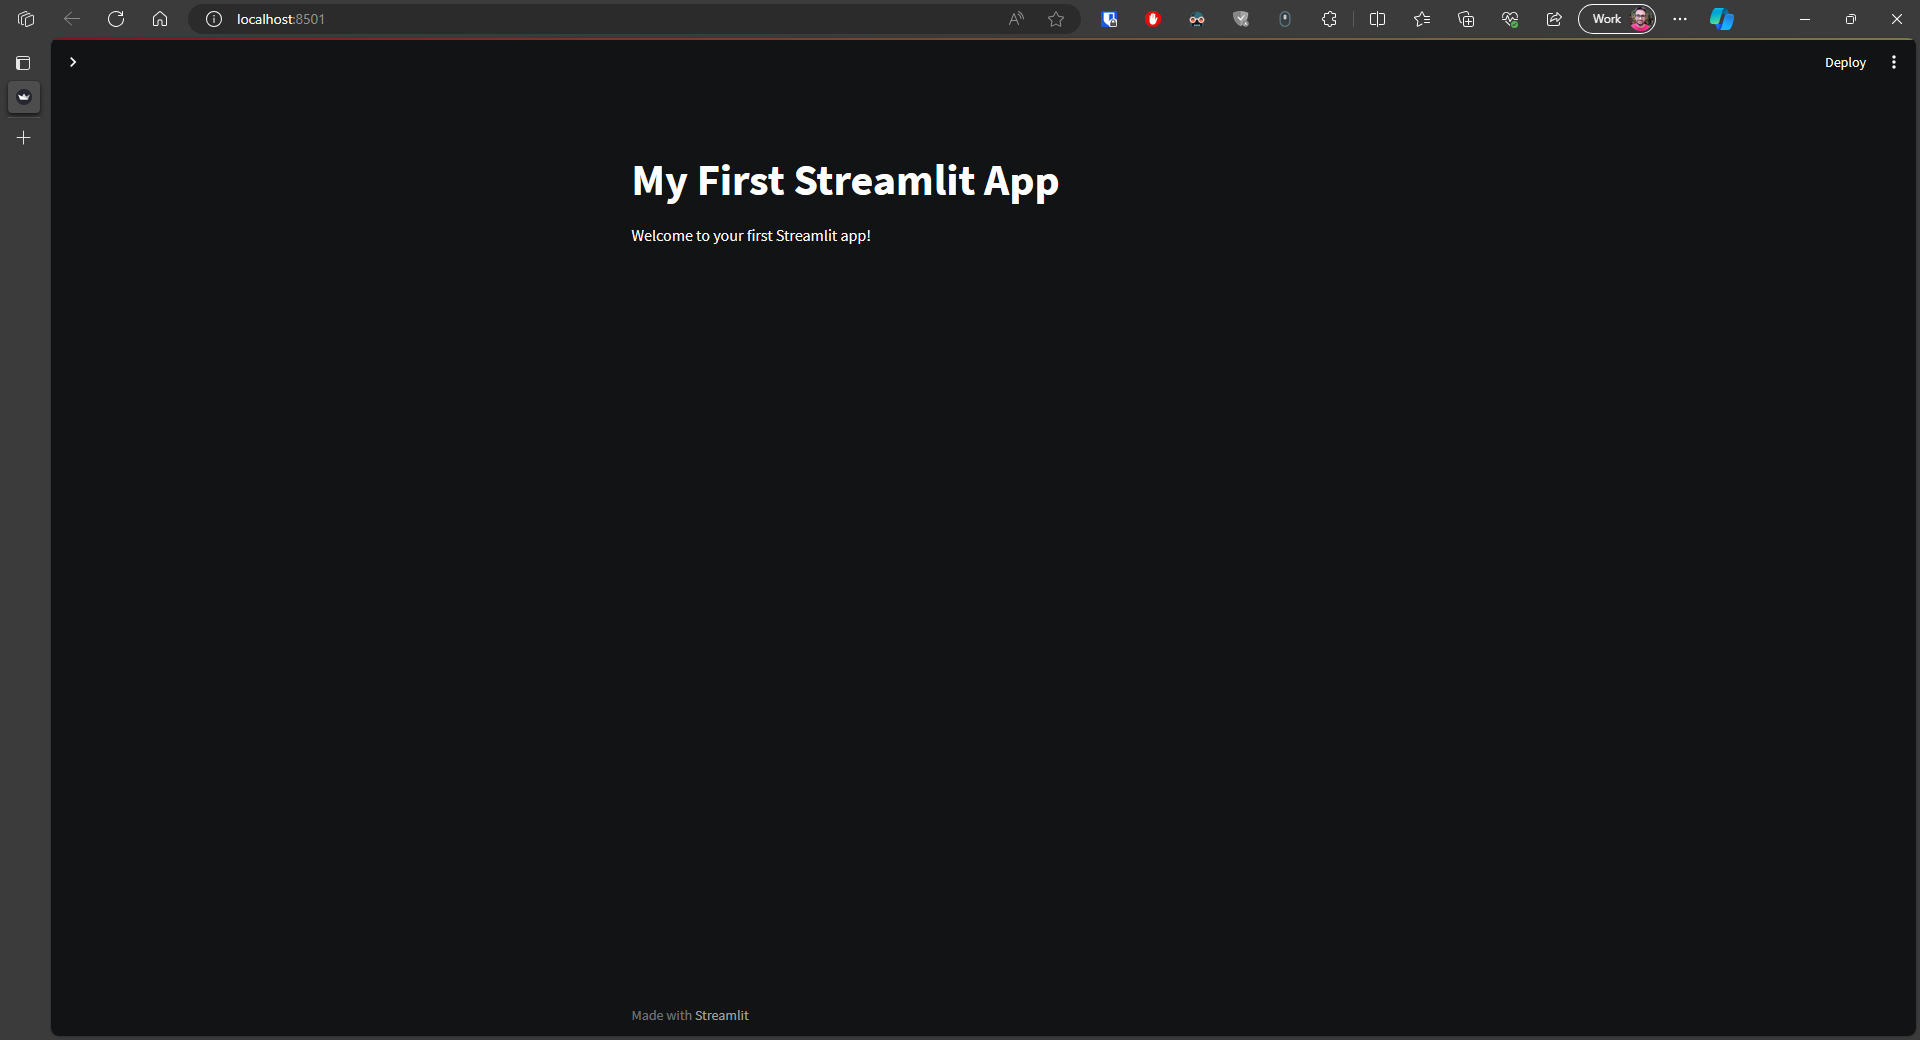 localhost:8501
Work
Deploy
My First Streamlit App
Welcome to your first Streamlit app!
Made with Streamlit